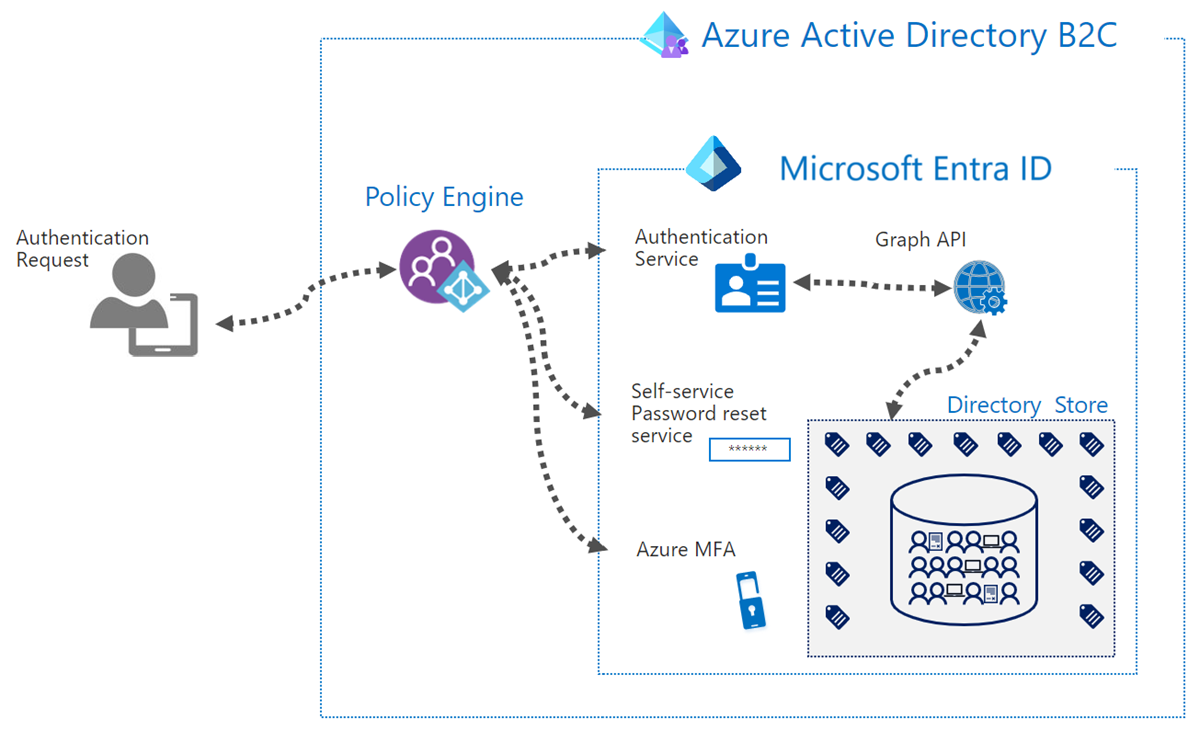 Azure Active Directory B2C
Microsoft Entra ID
Policy Engine
Authentication
Request
Authentication
Service
Graph API
Self-service
Password reset
service
******
Directory Store
Azure MFA